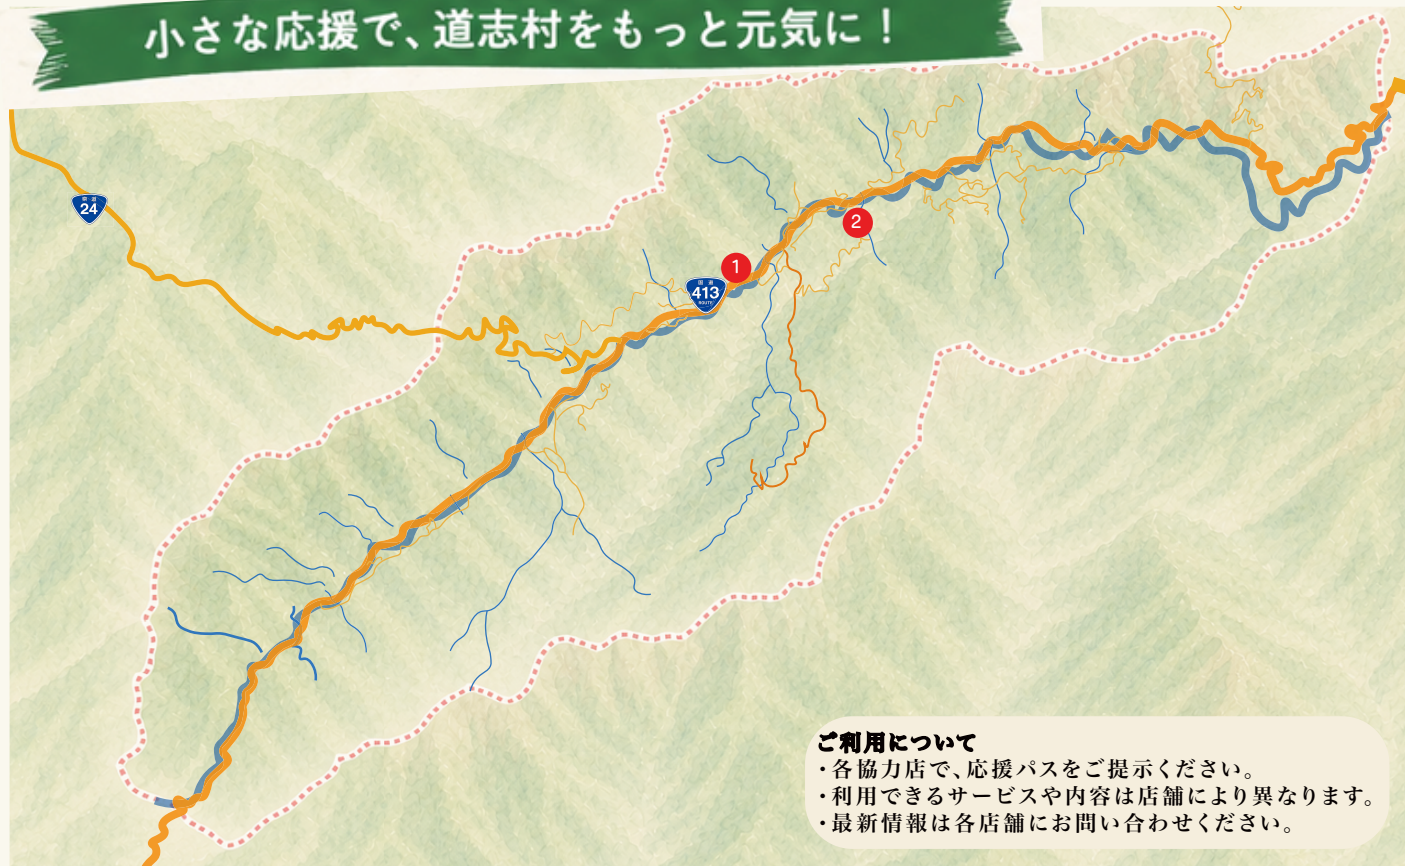 小さな応援で、道志村をもっと元気に！
県道
24
2
1
国道
413
ROUTE
ご利用について
・各協力店で、応援パスをご提示ください。
・利用できるサービスや内容は店舗により異なります。
・最新情報は各店舗にお問い合わせください。